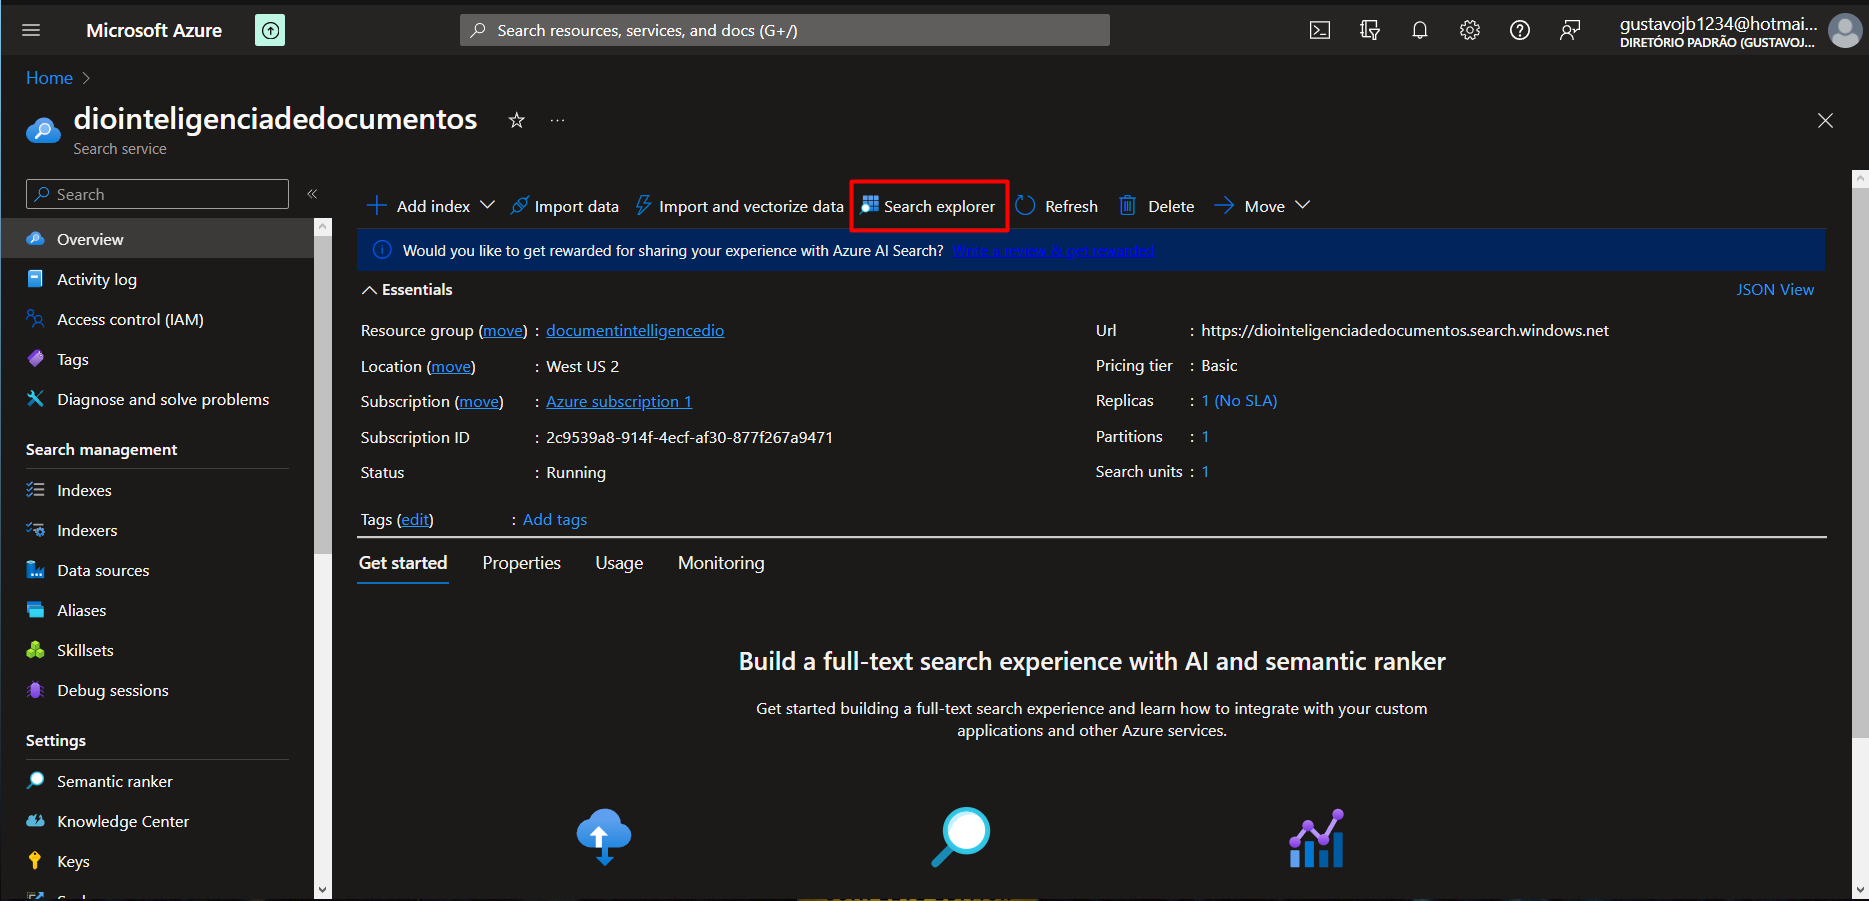 Microsoft Azure
Search resources, services, and docs (G+/)
gustavojb1234@hotmai...
DIRETÓRIO PADRÃO (GUSTAVOJ...
Home
diointeligenciadedocumentos
...
Search service
Search
Add index
Import data
Import and vectorize data
Search explorer
Refresh
Delete
Move
Overview
Activity log
Access control (IAM)
Tags
Diagnose and solve problems
Search management
Indexes
Indexers
Data sources
Aliases
Skillsets
Debug sessions
Settings
Semantic ranker
Knowledge Center
Keys
Would you like to get rewarded for sharing your experience with Azure AI Search? Write a review & get rewarded
Essentials
JSON View
Resource group (move) : documentintelligencedio
Location (move) : West US 2
Subscription (move) : Azure subscription 1
Subscription ID : 2c9539a8-914f-4ecf-af30-877f267a9471
Status : Running
Url : https://diointeligenciadedocumentos.search.windows.net
Pricing tier : Basic
Replicas : 1 (No SLA)
Partitions : 1
Search units : 1
Tags (edit) : Add tags
Get started
Properties
Usage
Monitoring
Build a full-text search experience with AI and semantic ranker
Get started building a full-text search experience and learn how to integrate with your custom
applications and other Azure services.